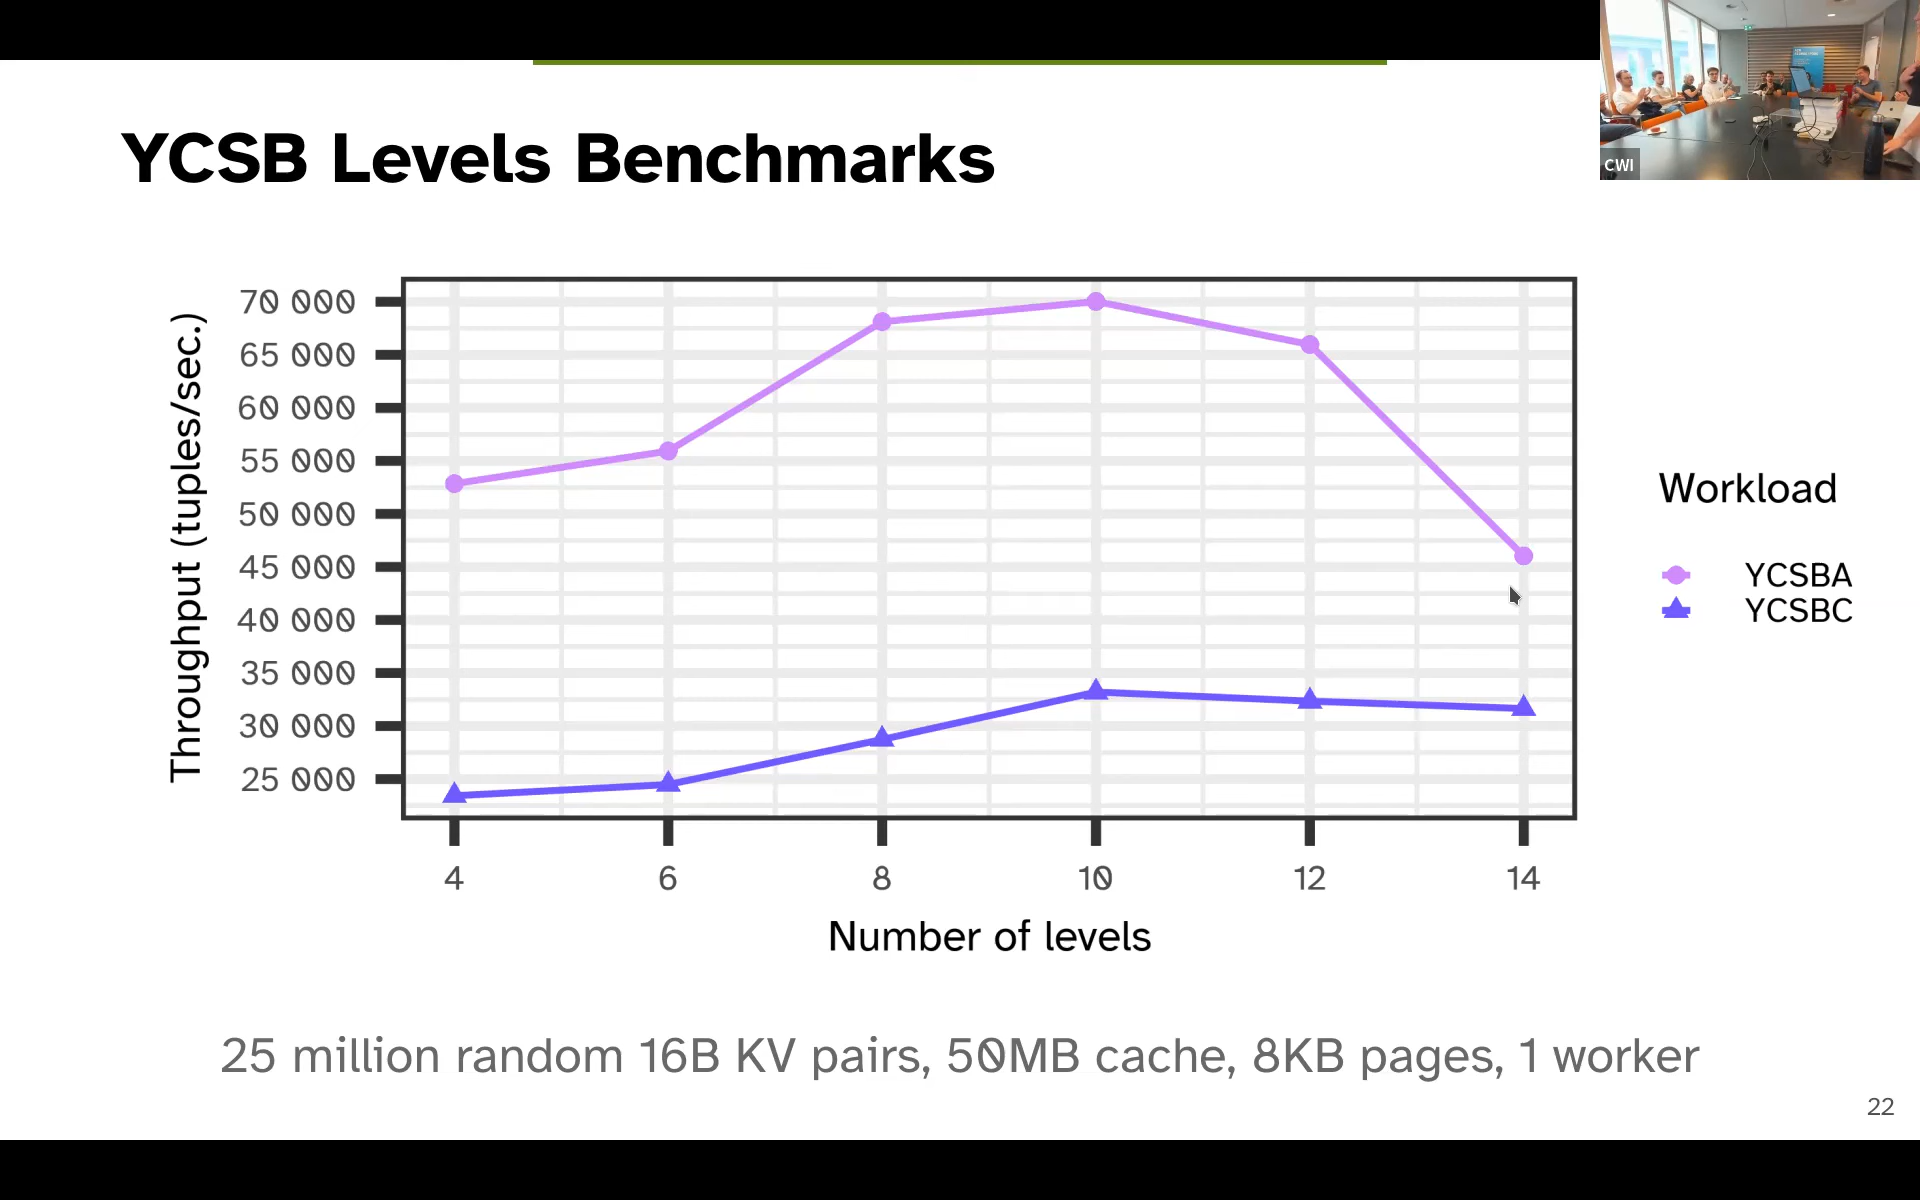 CWI
YCSB Levels Benchmarks
Throughput (tuples/sec.)
70 000
65 000
60 000
55 000
50 000
45 000
40 000
35 000
30 000
25 000
4 6 8 10 12 14
Number of levels
Workload
YCSBA
YCSBC
25 million random 16B KV pairs, 50MB cache, 8KB pages, 1 worker
22